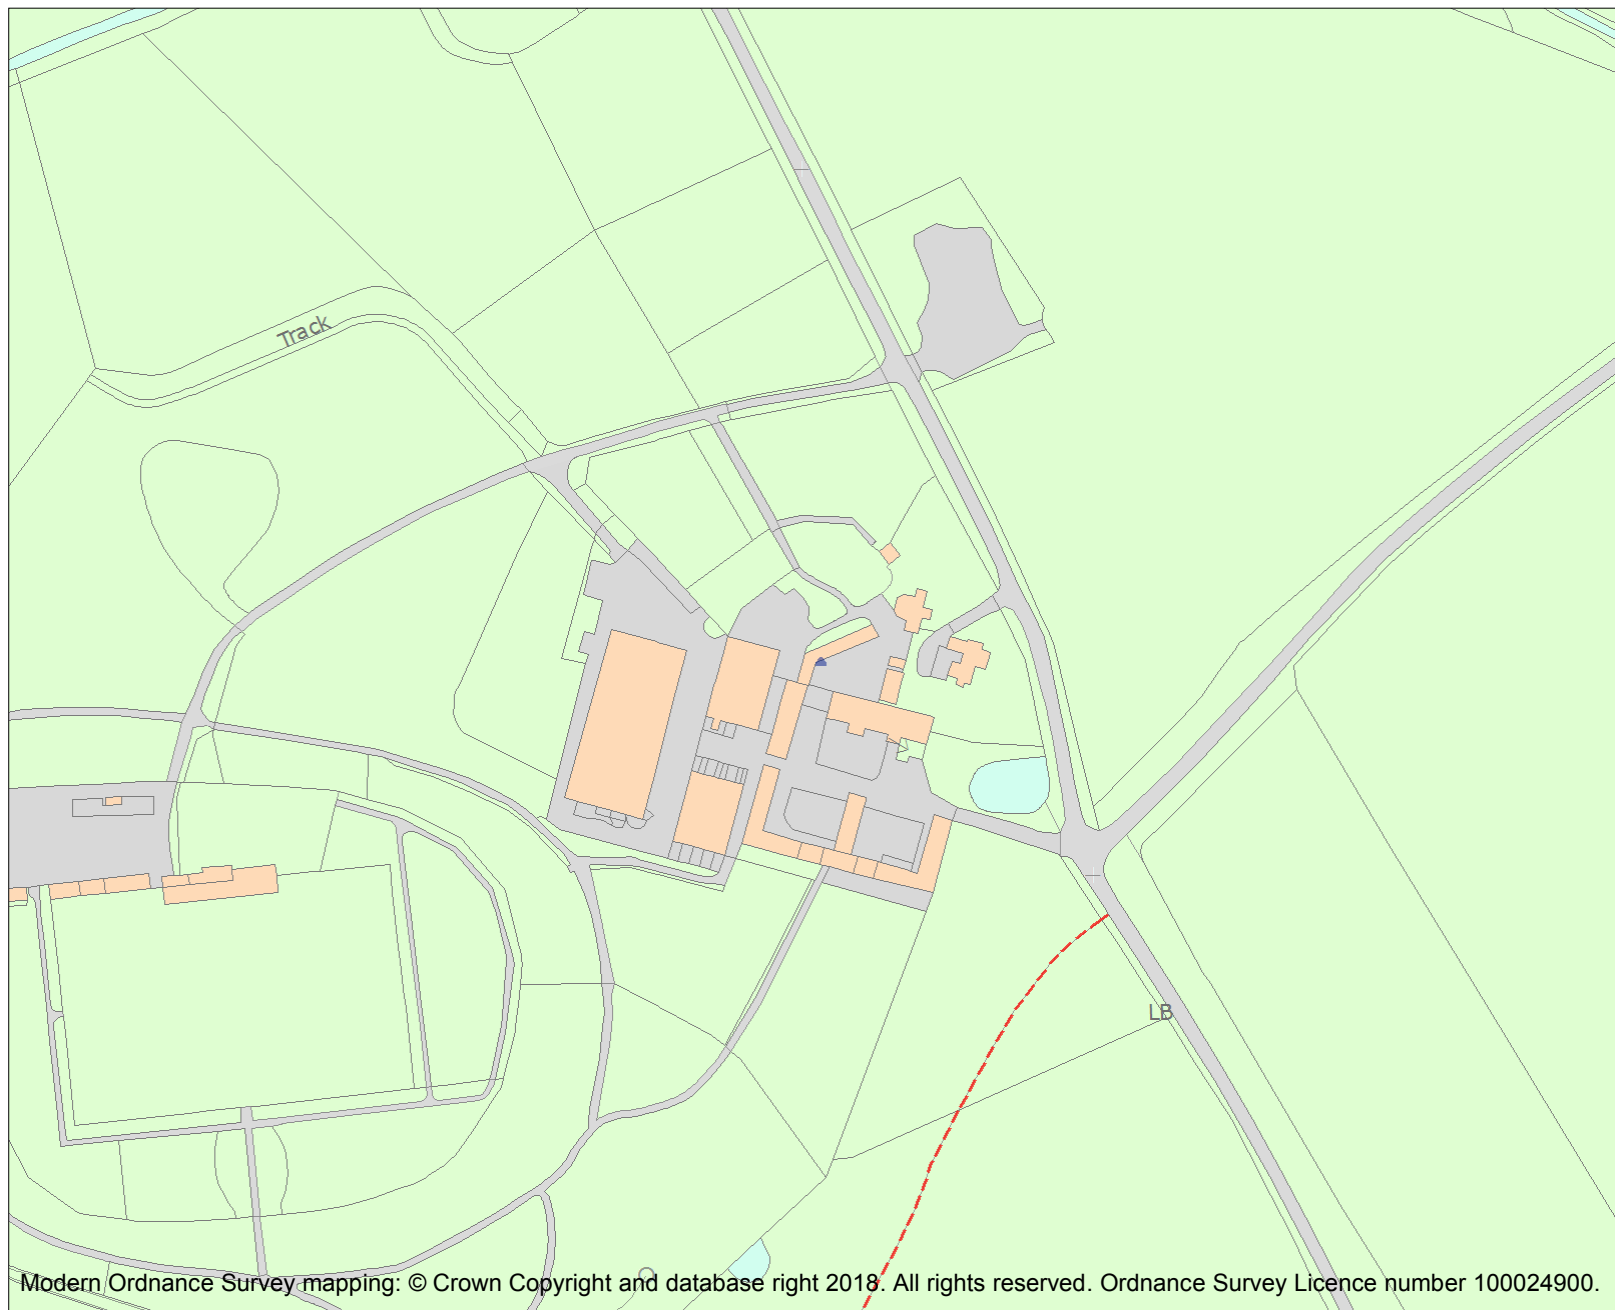 Track
LB
Modern Ordnance Survey mapping: © Crown Copyright and database right 2018. All rights reserved. Ordnance Survey Licence number 100024900.